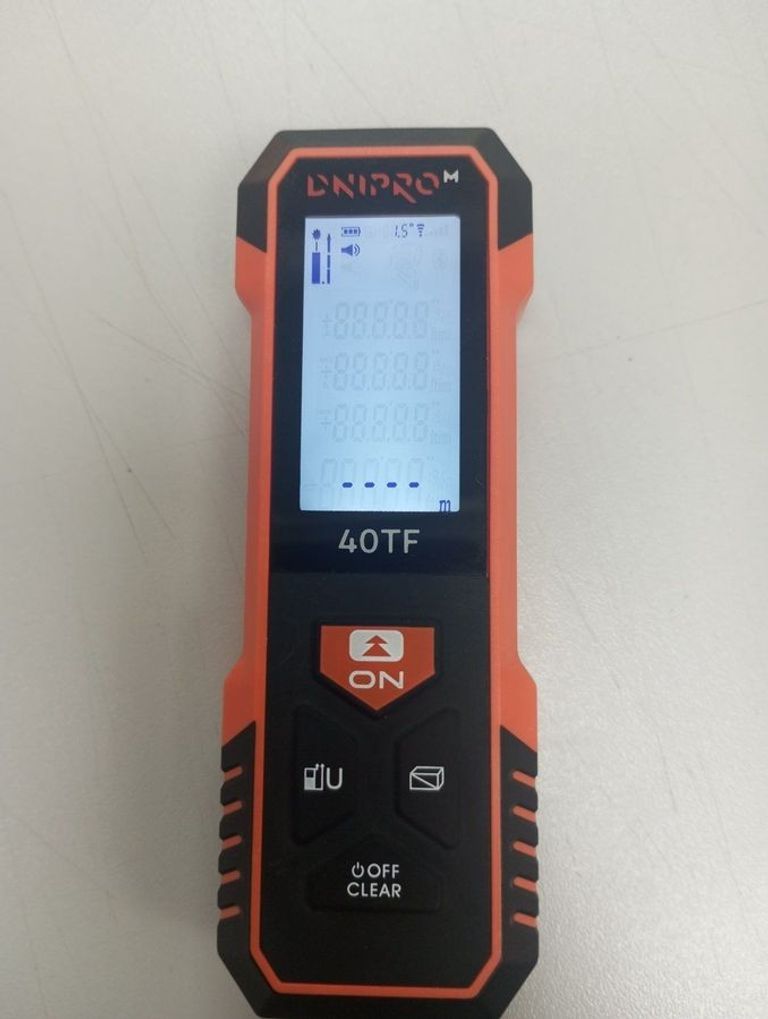 DNIPRO M
1.5°
- - - -
m
40TF
ON
U
OFF
CLEAR